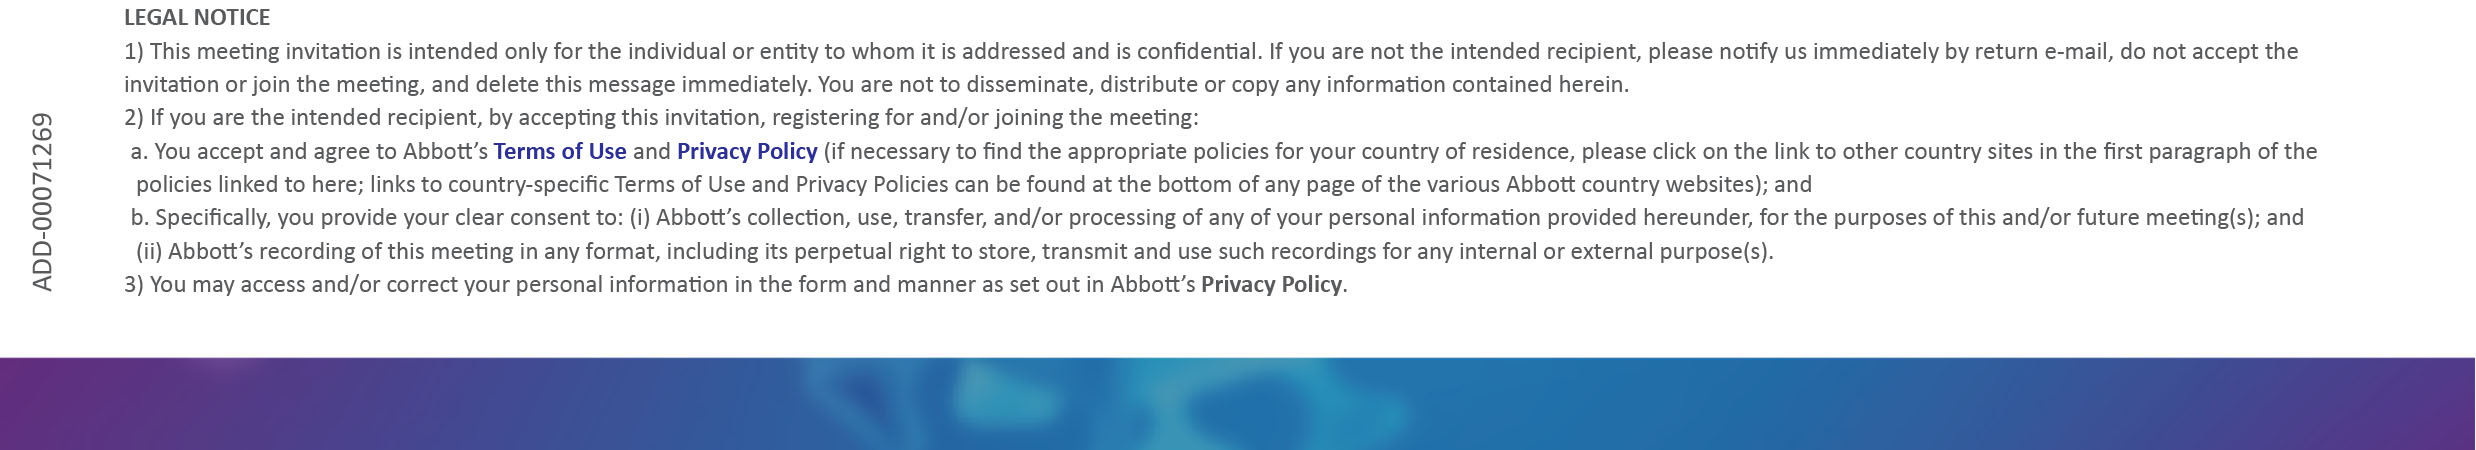 LEGAL NOTICE
1) This meeting invitation is intended only for the individual or entity to whom it is addressed and is confidential. If you are not the intended recipient, please notify us immediately by return e-mail, do not accept the
invitation or join the meeting, and delete this message immediately. You are not to disseminate, distribute or copy any information contained herein.
2) If you are the intended recipient, by accepting this invitation, registering for and/or joining the meeting:
a. You accept and agree to Abbott’s Terms of Use and Privacy Policy (if necessary to find the appropriate policies for your country of residence, please click on the link to other country sites in the first paragraph of the
policies linked to here; links to country-specific Terms of Use and Privacy Policies can be found at the bottom of any page of the various Abbott country websites); and
b. Specifically, you provide your clear consent to: (i) Abbott’s collection, use, transfer, and/or processing of any of your personal information provided hereunder, for the purposes of this and/or future meeting(s); and
(ii) Abbott’s recording of this meeting in any format, including its perpetual right to store, transmit and use such recordings for any internal or external purpose(s).
3) You may access and/or correct your personal information in the form and manner as set out in Abbott’s Privacy Policy.
ADD-00071269